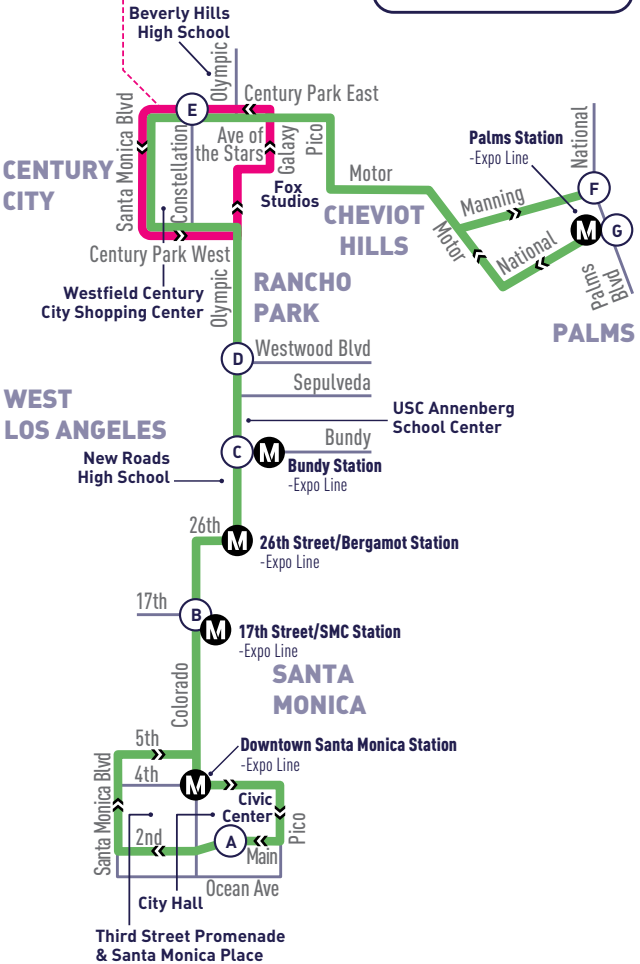 Beverly Hills
High School
Olympic
E
Century Park East
Santa Monica Blvd
Constellation
Ave of
the Stars
Galaxy
Pico
Fox
Studios
CENTURY
CITY
Motor
Palms Station
-Expo Line
National
Manning
F
M
G
CHEVIOT
HILLS
Motor
National
Palms
Blvd
PALMS
Century Park West
Westfield Century
City Shopping Center
Olympic
RANCHO
PARK
D
Westwood Blvd
Sepulveda
WEST
LOS ANGELES
USC Annenberg
School Center
New Roads
High School
C
M
Bundy
Bundy Station
-Expo Line
26th
M
26th Street/Bergamot Station
-Expo Line
17th
B
M
17th Street/SMC Station
-Expo Line
SANTA
MONICA
Colorado
5th
Downtown Santa Monica Station
-Expo Line
4th
M
Santa Monica Blvd
Civic
Center
Pico
2nd
A
Main
Ocean Ave
City Hall
Third Street Promenade
& Santa Monica Place